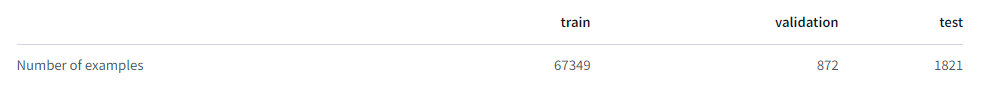 train validation test
Number of examples 67349 872 1821